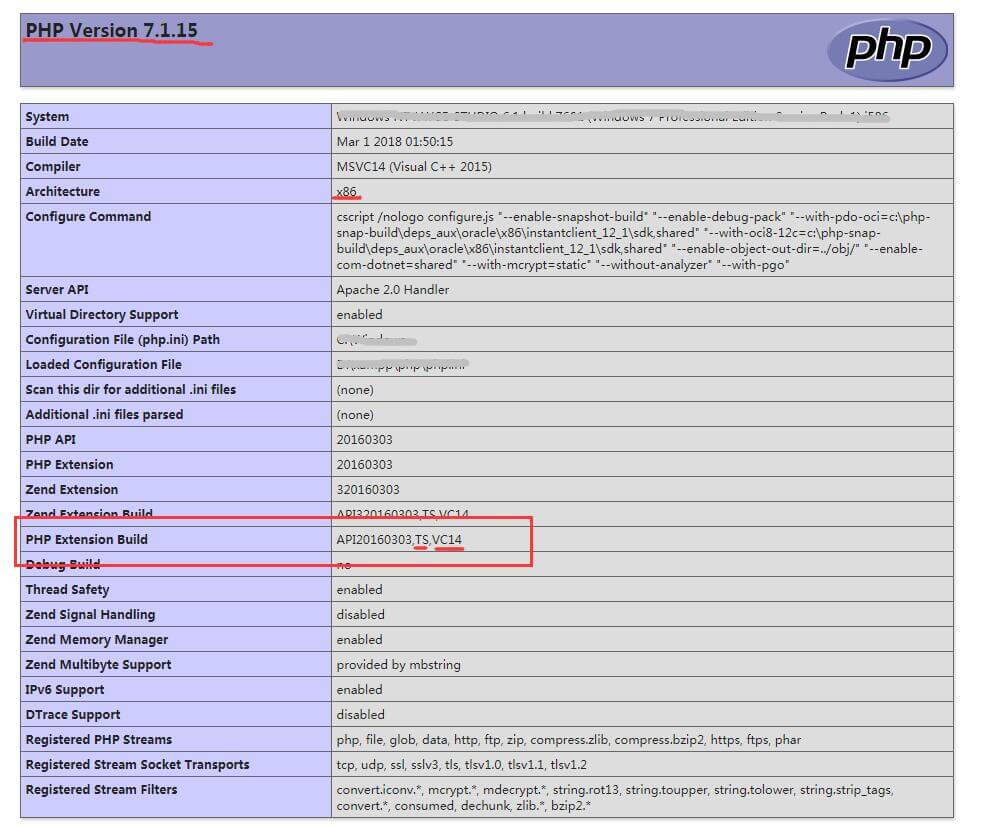 PHP Version 7.1.15
php
System
Build Date Mar 1 2018 01:50:15
Compiler MSVC14 (Visual C++ 2015)
Architecture x86
Configure Command cscript /nologo configure.js "--enable-snapshot-build" "--enable-debug-pack" "--with-pdo-oci=c:\php-
snap-build\deps_aux\oracle\x86\instantclient_12_1\sdk,shared" "--with-oci8-12c=c:\php-snap-
build\deps_aux\oracle\x86\instantclient_12_1\sdk,shared" "--enable-object-out-dir=../obj/" "--enable-
com-dotnet=shared" "--with-mcrypt=static" "--without-analyzer" "--with-pgo"
Server API Apache 2.0 Handler
Virtual Directory Support enabled
Configuration File (php.ini) Path
Loaded Configuration File
Scan this dir for additional .ini files (none)
Additional .ini files parsed (none)
PHP API 20160303
PHP Extension 20160303
Zend Extension 320160303
Zend Extension Build API320160303,TS,VC14
PHP Extension Build API20160303,TS,VC14
Debug Build no
Thread Safety enabled
Zend Signal Handling disabled
Zend Memory Manager enabled
Zend Multibyte Support provided by mbstring
IPv6 Support enabled
DTrace Support disabled
Registered PHP Streams php, file, glob, data, http, ftp, zip, compress.zlib, compress.bzip2, https, ftps, phar
Registered Stream Socket Transports tcp, udp, ssl, sslv3, tls, tlsv1.0, tlsv1.1, tlsv1.2
Registered Stream Filters convert.iconv.*, mcrypt.*, mdecrypt.*, string.rot13, string.toupper, string.tolower, string.strip_tags,
convert.*, consumed, dechunk, zlib.*, bzip2.*